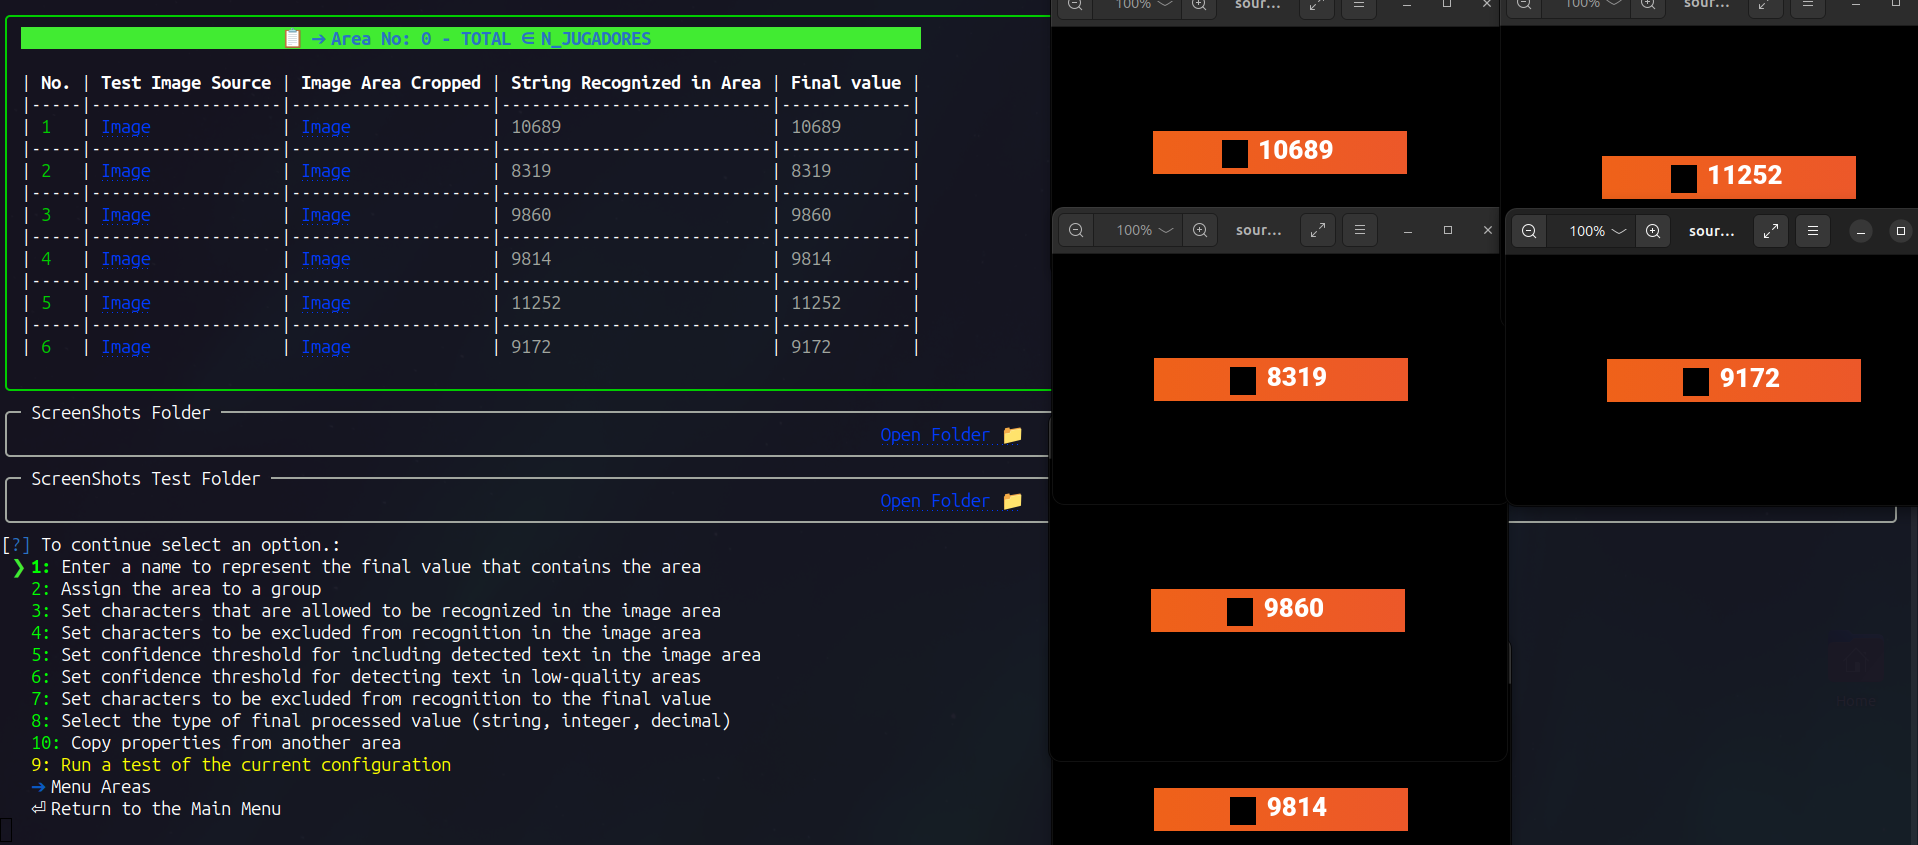 📋 → Area No: 0 - TOTAL ∈ N_JUGADORES
| No. | Test Image Source | Image Area Cropped | String Recognized in Area | Final value |
|-----|-------------------|--------------------|---------------------------|-------------|
| 1 | Image | Image | 10689 | 10689 |
|-----|-------------------|--------------------|---------------------------|-------------|
| 2 | Image | Image | 8319 | 8319 |
|-----|-------------------|--------------------|---------------------------|-------------|
| 3 | Image | Image | 9860 | 9860 |
|-----|-------------------|--------------------|---------------------------|-------------|
| 4 | Image | Image | 9814 | 9814 |
|-----|-------------------|--------------------|---------------------------|-------------|
| 5 | Image | Image | 11252 | 11252 |
|-----|-------------------|--------------------|---------------------------|-------------|
| 6 | Image | Image | 9172 | 9172 |
ScreenShots Folder
Open Folder 📁
ScreenShots Test Folder
Open Folder 📁
[?] To continue select an option.:
❯ 1: Enter a name to represent the final value that contains the area
2: Assign the area to a group
3: Set characters that are allowed to be recognized in the image area
4: Set characters to be excluded from recognition in the image area
5: Set confidence threshold for including detected text in the image area
6: Set confidence threshold for detecting text in low-quality areas
7: Set characters to be excluded from recognition to the final value
8: Select the type of final processed value (string, integer, decimal)
10: Copy properties from another area
9: Run a test of the current configuration
→ Menu Areas
⏎ Return to the Main Menu
100% sour...
10689
100% sour...
11252
100% sour...
8319
100% sour...
9172
9860
9814
Home